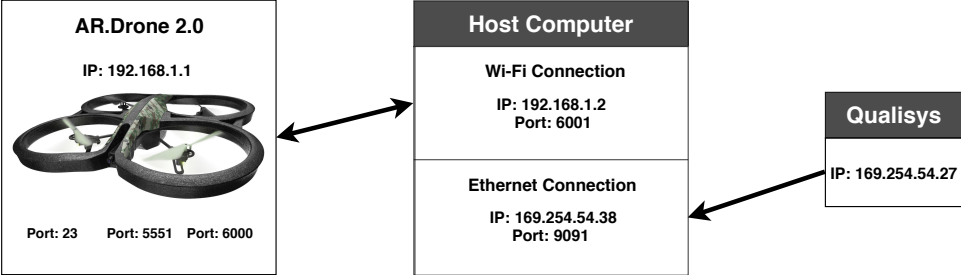 AR.Drone 2.0
IP: 192.168.1.1
Port: 23 Port: 5551 Port: 6000
Host Computer
Wi-Fi Connection
IP: 192.168.1.2
Port: 6001
Ethernet Connection
IP: 169.254.54.38
Port: 9091
Qualisys
IP: 169.254.54.27